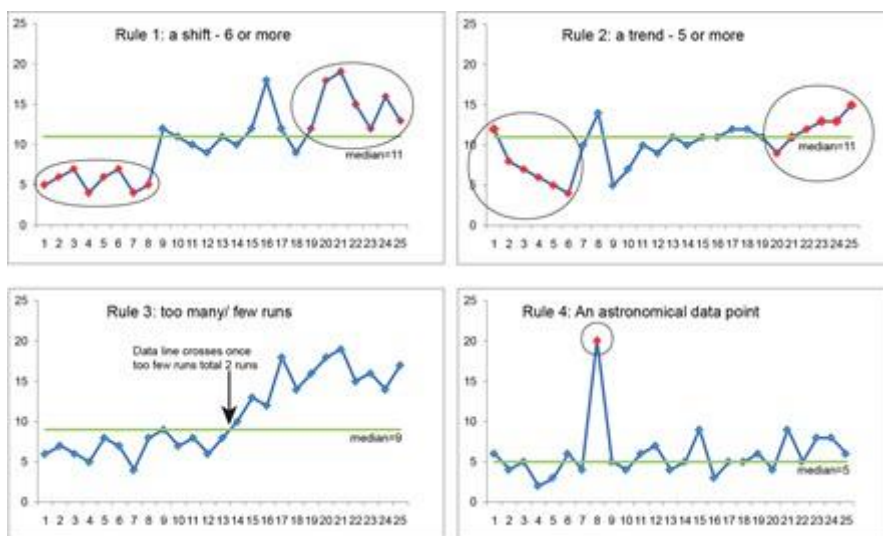 Rule 1: a shift - 6 or more
25
20
15
10
5
0
median=11
1 2 3 4 5 6 7 8 9 10 11 12 13 14 15 16 17 18 19 20 21 22 23 24 25
Rule 2: a trend - 5 or more
25
20
15
10
5
0
median=11
1 2 3 4 5 6 7 8 9 10 11 12 13 14 15 16 17 18 19 20 21 22 23 24 25
Rule 3: too many/ few runs
25
20
15
10
5
0
Data line crosses once
too few runs total 2 runs
median=9
1 2 3 4 5 6 7 8 9 10 11 12 13 14 15 16 17 18 19 20 21 22 23 24 25
Rule 4: An astronomical data point
25
20
15
10
5
0
median=5
1 2 3 4 5 6 7 8 9 10 11 12 13 14 15 16 17 18 19 20 21 22 23 24 25